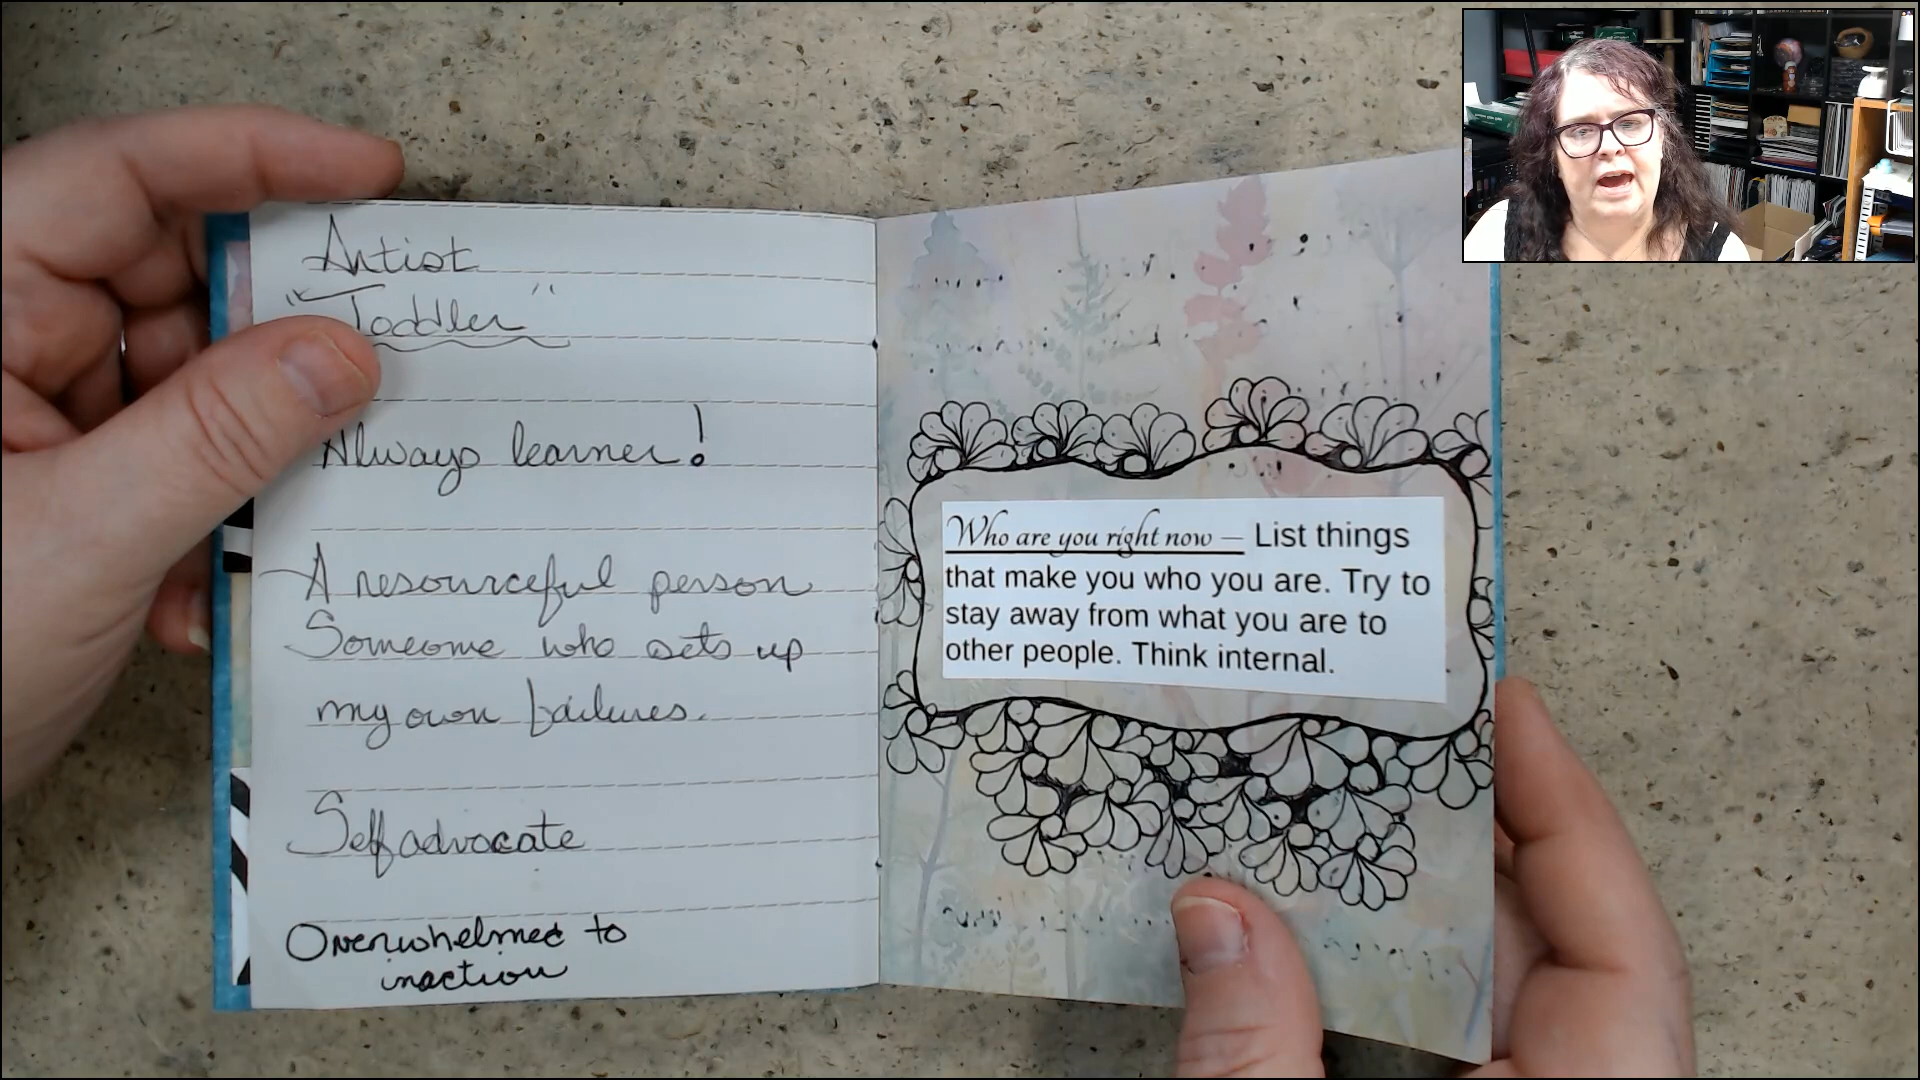 Artist
"Toddler"
Always learner!
A resourceful person
Someone who sets up
my own failures.
Self advocate
Overwhelmed to
inaction
Who are you right now — List things
that make you who you are. Try to
stay away from what you are to
other people. Think internal.